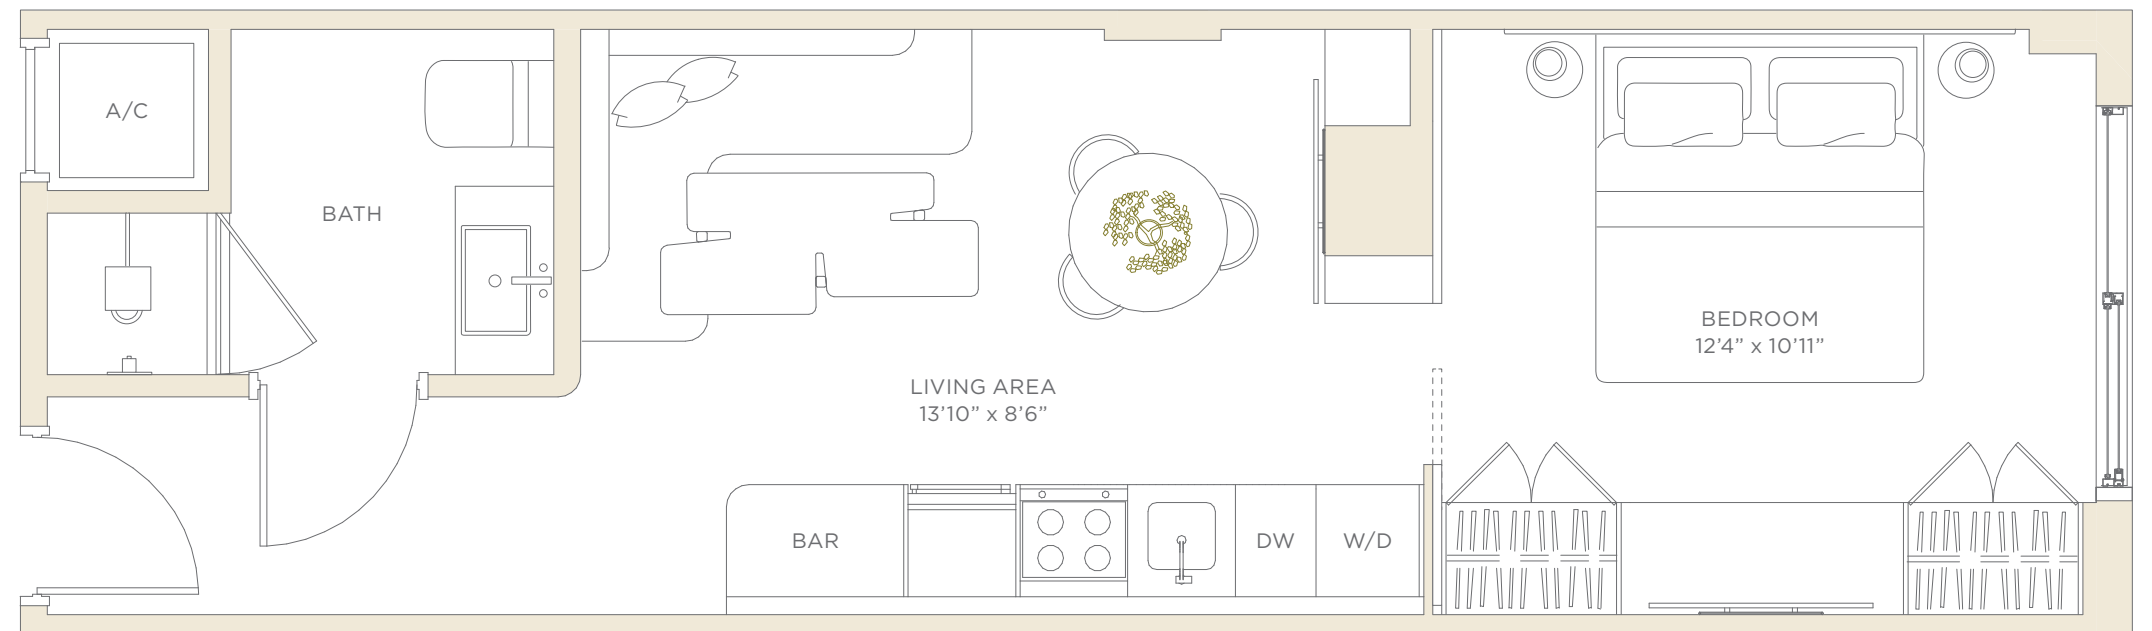 A/C
BATH
BEDROOM
12’4” x 10’11”
LIVING AREA
13’10” x 8’6”
BAR
DW
W/D